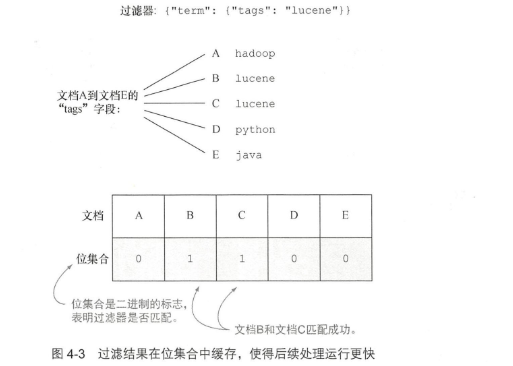 过滤器: {"term": {"tags": "lucene"}}
文档A到文档E的
“tags” 字段:
A hadoop
B lucene
C lucene
D python
E java
文档 A B C D E
位集合 0 1 1 0 0
位集合是二进制的标志,
表明过滤器是否匹配。
文档B和文档C匹配成功。
图 4-3 过滤结果在位集合中缓存，使得后续处理运行更快